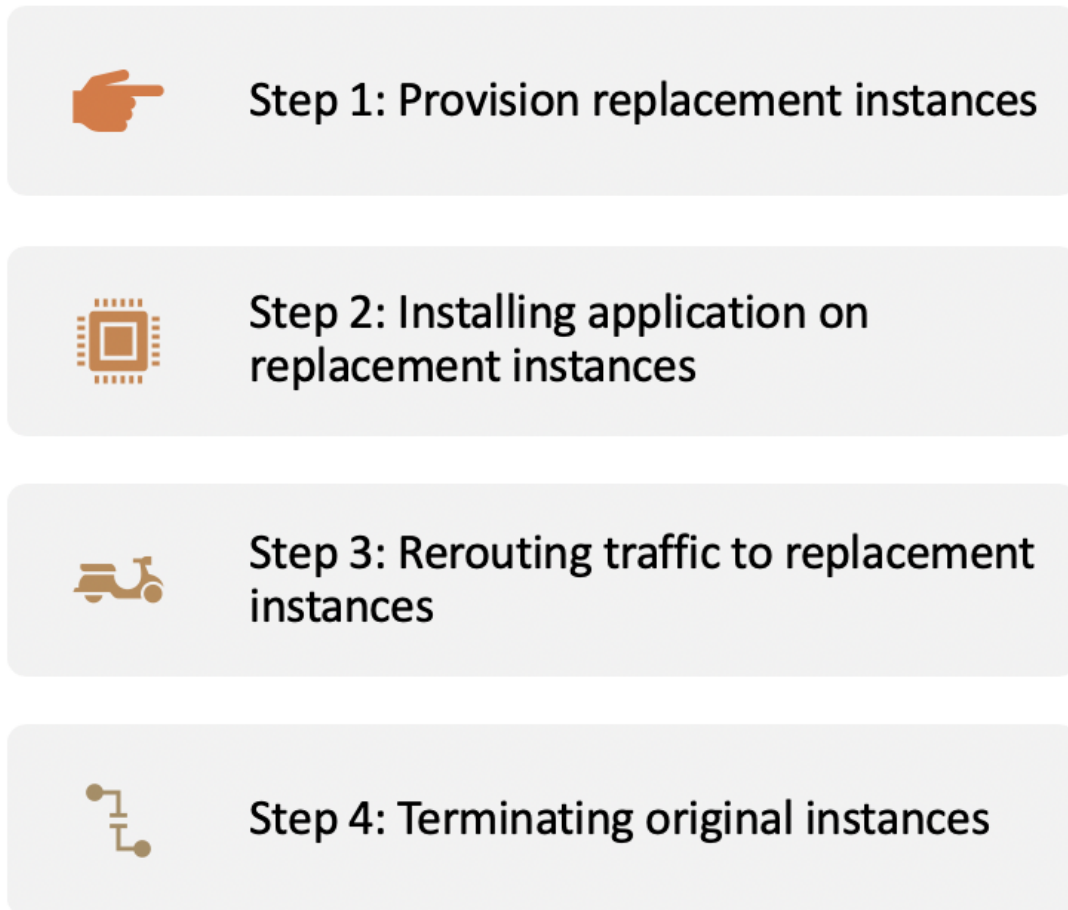 Step 1: Provision replacement instances
Step 2: Installing application on
replacement instances
Step 3: Rerouting traffic to replacement
instances
Step 4: Terminating original instances